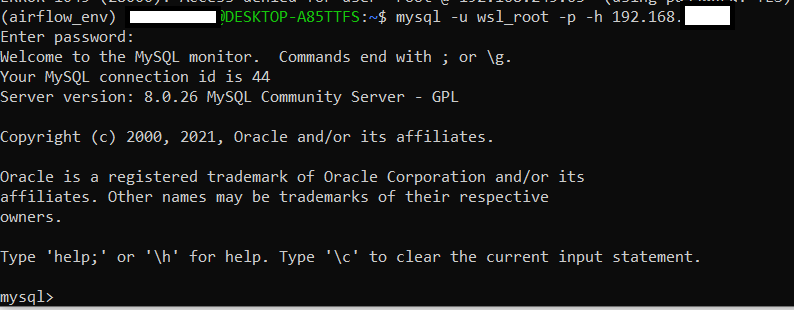 (airflow_env) @DESKTOP-A85TTFS:~$ mysql -u wsl_root -p -h 192.168.
Enter password:
Welcome to the MySQL monitor.  Commands end with ; or \g.
Your MySQL connection id is 44
Server version: 8.0.26 MySQL Community Server - GPL

Copyright (c) 2000, 2021, Oracle and/or its affiliates.

Oracle is a registered trademark of Oracle Corporation and/or its
affiliates. Other names may be trademarks of their respective
owners.

Type 'help;' or '\h' for help. Type '\c' to clear the current input statement.

mysql>